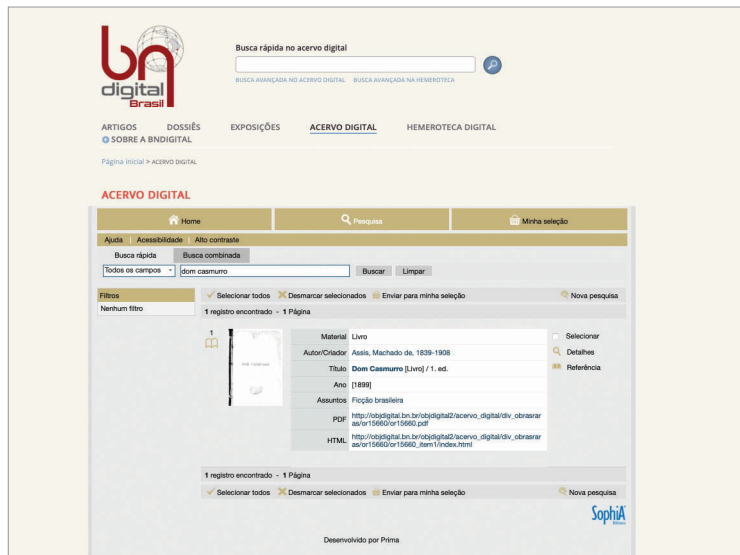 bn
digital
Brasil
Busca rápida no acervo digital
BUSCA AVANÇADA NO ACERVO DIGITAL BUSCA AVANÇADA NA HEMEROTECA
ARTIGOS DOSSIÊS EXPOSIÇÕES ACERVO DIGITAL HEMEROTECA DIGITAL
SOBRE A BNDIGITAL
Página inicial > ACERVO DIGITAL
ACERVO DIGITAL
Home Pesquisa Minha seleção
Ajuda | Acessibilidade | Alto contraste
Busca rápida Busca combinada
Todos os campos dom casmurro Buscar Limpar
Filtros
Nenhum filtro
Selecionar todos Desmarcar selecionados Enviar para minha seleção Nova pesquisa
1 registro encontrado - 1 Página
1
Material Livro
Autor/Criador Assis, Machado de, 1839-1908
Título Dom Casmurro [Livro] / 1. ed.
Ano [1899]
Assuntos Ficção brasileira
PDF http://objdigital.bn.br/objdigital2/acervo_digital/div_obrasrar
as/or15660/or15660.pdf
HTML http://objdigital.bn.br/objdigital2/acervo_digital/div_obrasrar
as/or15660/or15660_item1/index.html
Selecionar
Detalhes
Referência
1 registro encontrado - 1 Página
Selecionar todos Desmarcar selecionados Enviar para minha seleção Nova pesquisa
SophiA
Desenvolvido por Prima